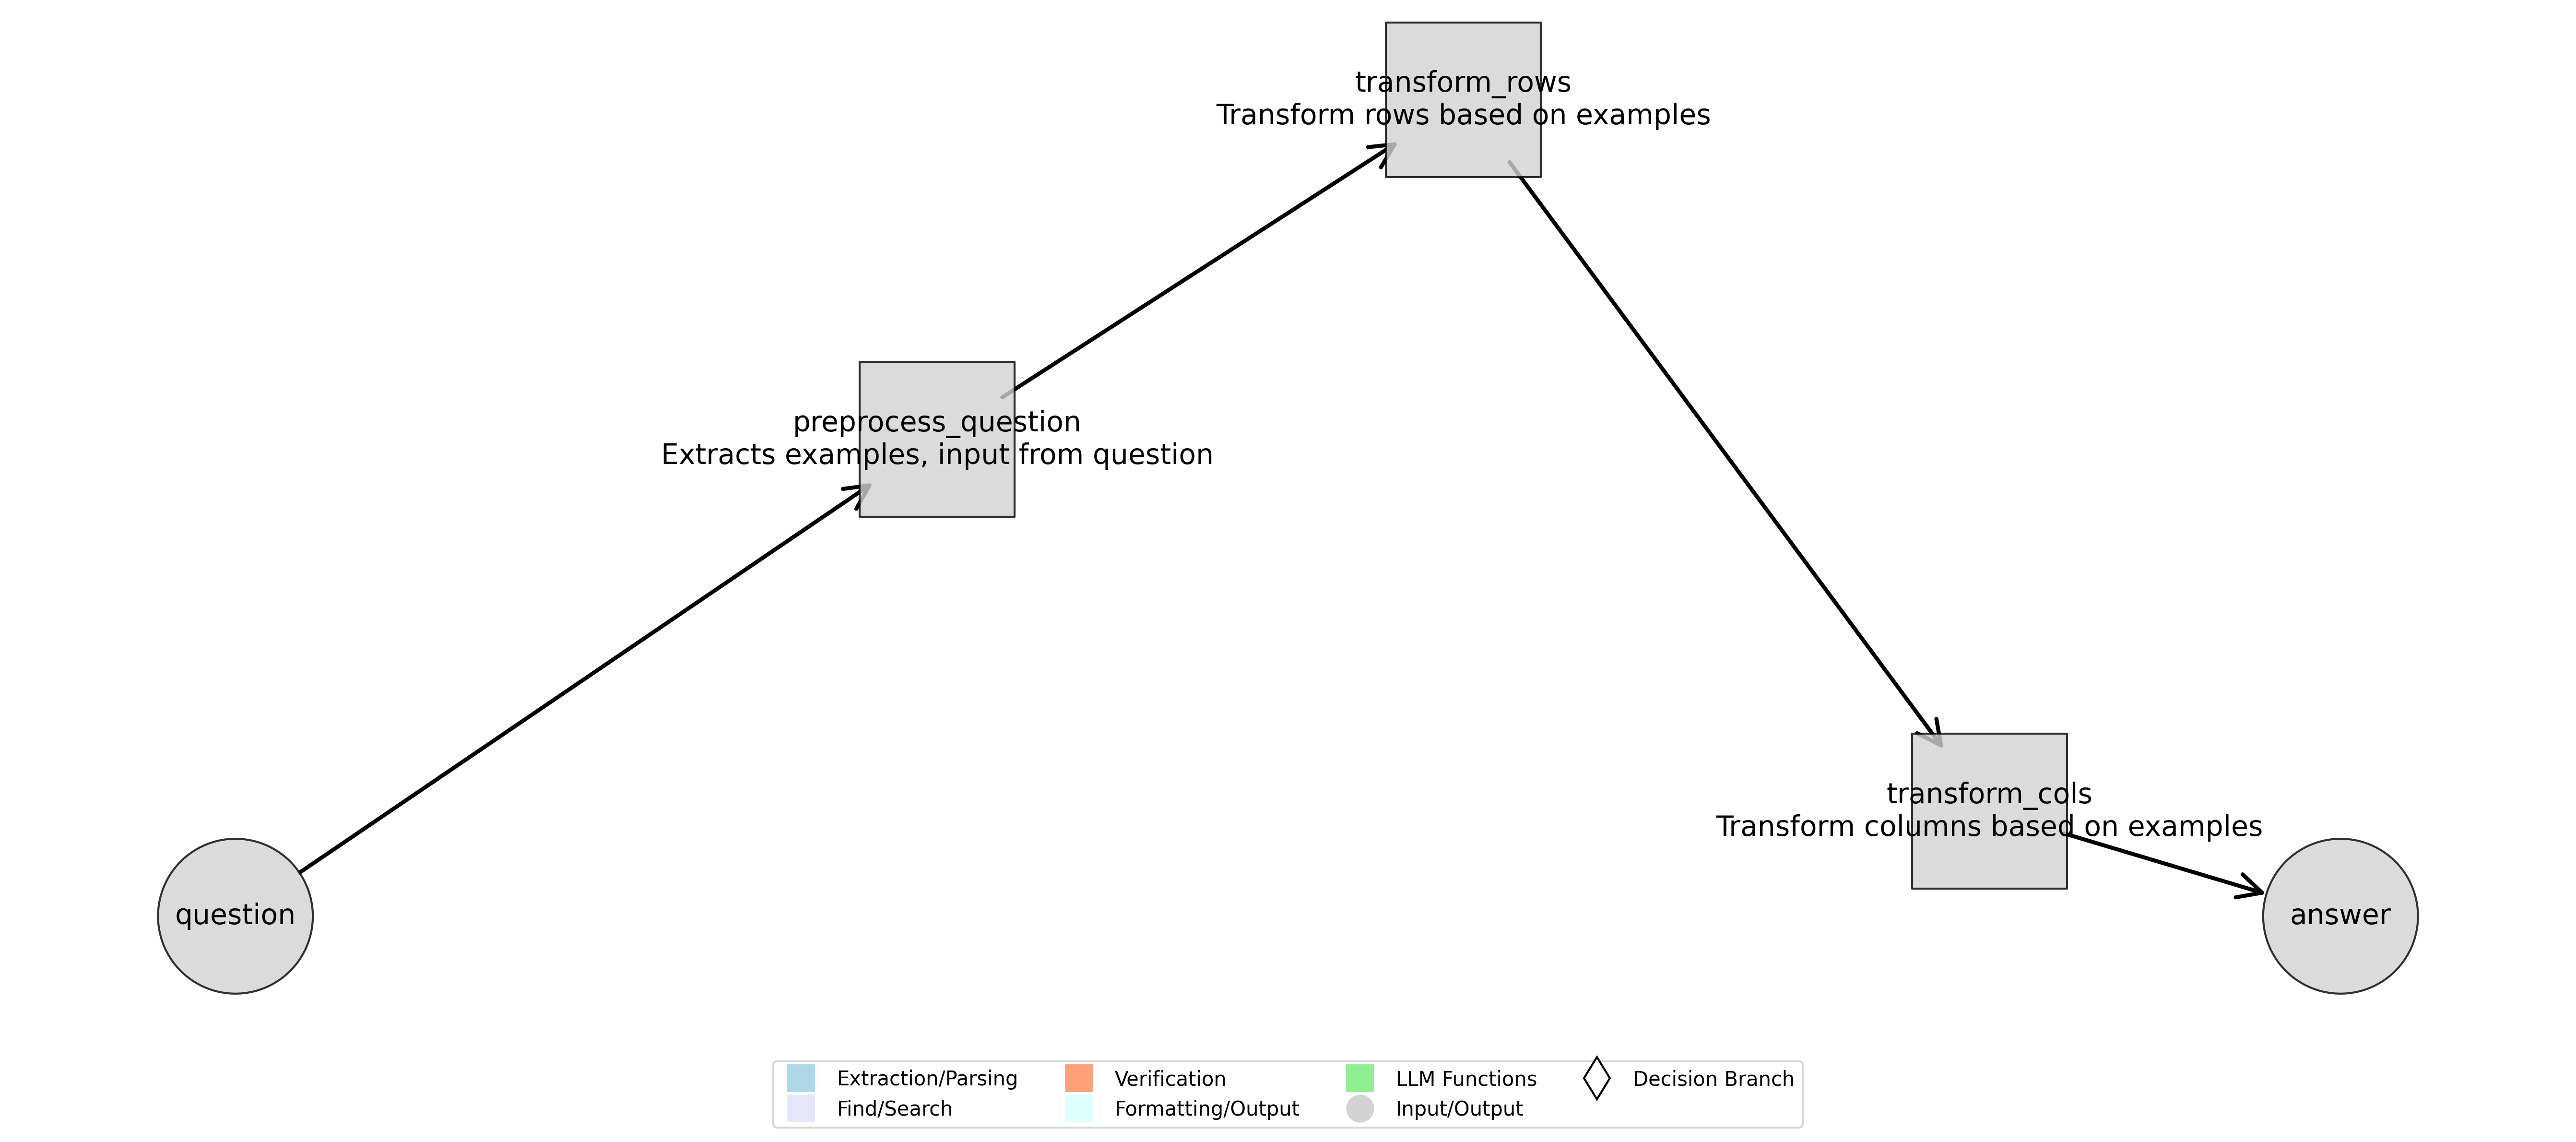 transform_rows
Transform rows based on examples
preprocess_question
Extracts examples, input from question
transform_cols
Transform columns based on examples
question
answer
Extraction/Parsing
Verification
LLM Functions
Decision Branch
Find/Search
Formatting/Output
Input/Output